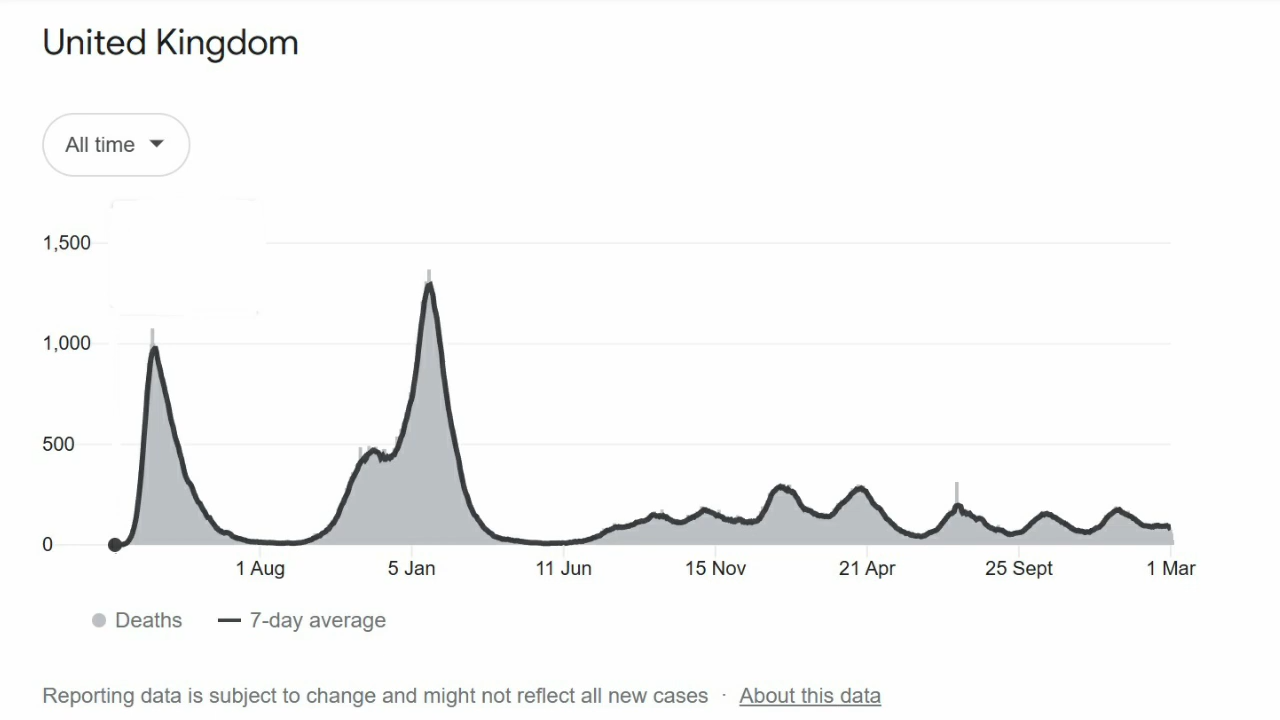 United Kingdom
All time
1,500
1,000
500
0
1 Aug 5 Jan 11 Jun 15 Nov 21 Apr 25 Sept 1 Mar
Deaths 7-day average
Reporting data is subject to change and might not reflect all new cases · About this data